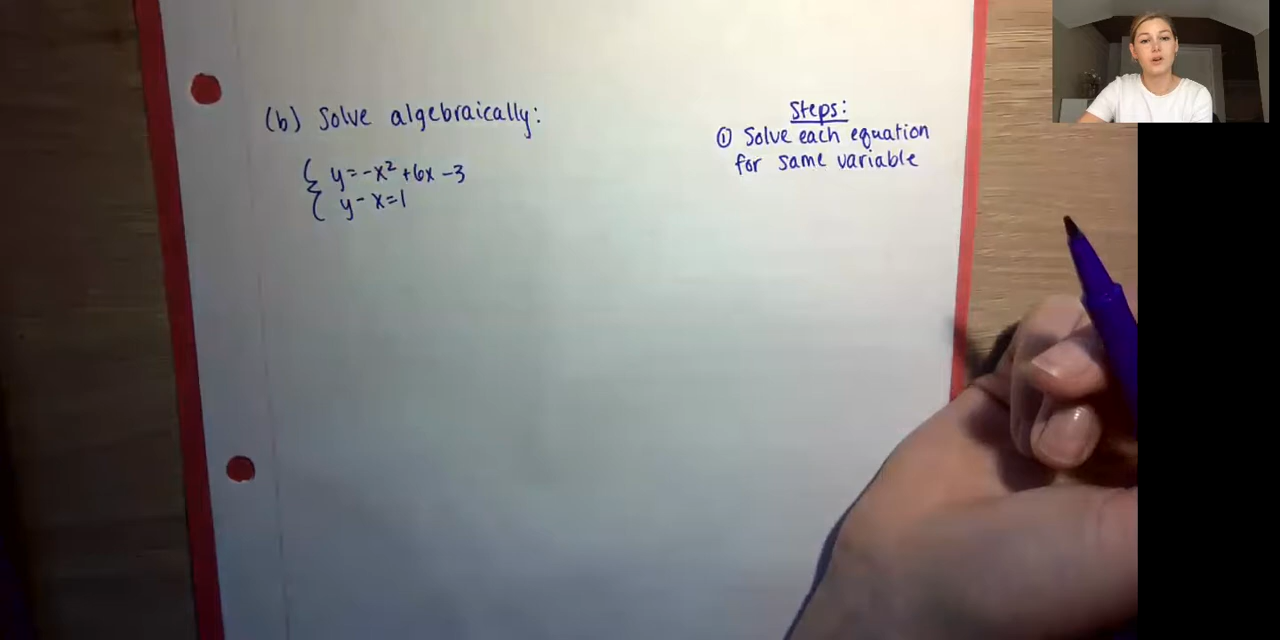 (b) Solve algebraically:
y=-x²+6x-3
y-x=1
Steps:
① Solve each equation
for same variable